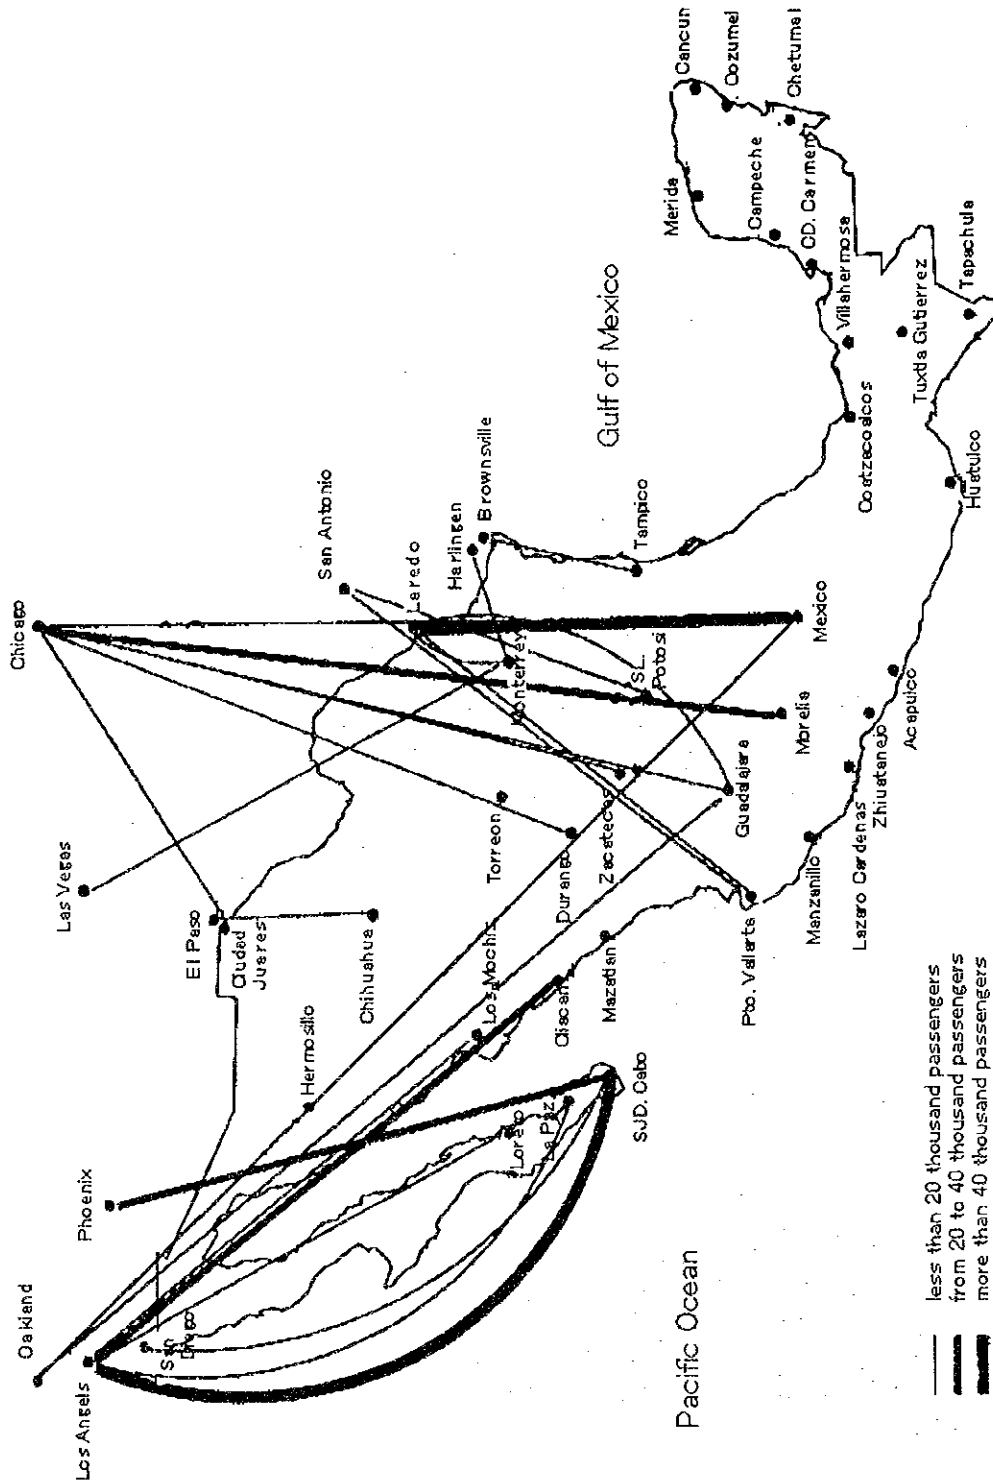 Oakland
Los Angels
San
Diego
Phoenix
Las Vegas
El Paso
Ciudad
Juares
Chihuahua
Hermosillo
Chicago
San Antonio
Laredo
Harlingen
Brownsville
Monterrey
Torreon
Durango
Zacatecas
S.L.
Potosi
Tampico
Los Mochis
Cliacan
Mazatlan
Loreto
La Paz
SJD. Cabo
Pto. Vallarta
Guadalajara
Morelia
Mexico
Manzanillo
Lazaro Cardenas
Zhiuatanejo
Acapulco
Huatulco
Coatzacoalcos
Villahermosa
Tuxtla Gutierrez
Tapachula
CD. Carmen
Campeche
Merida
Cancun
Cozumel
Chetumal
Gulf of Mexico
Pacific Ocean
less than 20 thousand passengers
from 20 to 40 thousand passengers
more than 40 thousand passengers